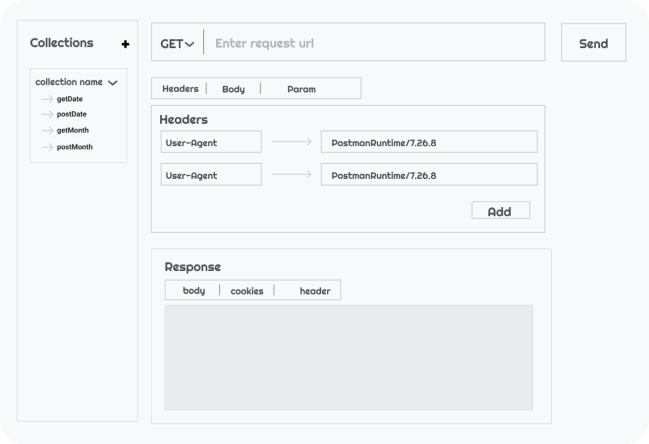 Collections +
collection name
getDate
postDate
getMonth
postMonth
GET Enter request url
Send
Headers | Body | Param
Headers
User-Agent PostmanRuntime/7.26.8
User-Agent PostmanRuntime/7.26.8
Add
Response
body | cookies | header